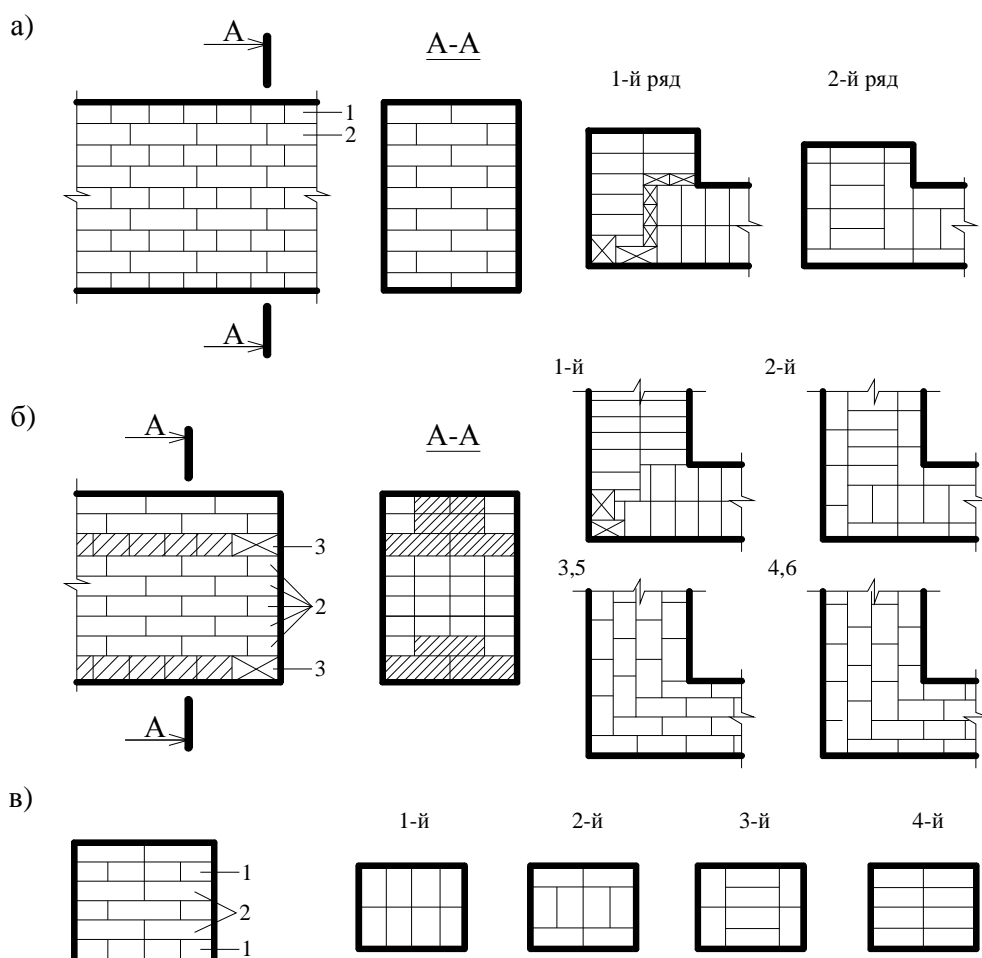 а)
А
А-А
1-й ряд
2-й ряд
1
2
А
1-й
2-й
б)
А
А-А
3
3,5
4,6
2
3
А
в)
1-й
2-й
3-й
4-й
1
2
1